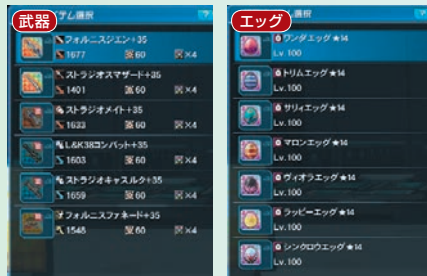 武器
テム選択
?
フォルニスジエン+35
1677 60 ×4
ストラジオスマザード+35
1401 60 ×4
ストラジオメイト+35
1633 60 ×4
L&K38コンバット+35
1603 60 ×4
ストラジオキャスルク+35
1659 60 ×4
フォルニスファネード+35
1548 60 ×4
エッグ
ム選択
?
ワンダエッグ★14
Lv.100
トリムエッグ★14
Lv.100
サリィエッグ★14
Lv.100
マロンエッグ★14
Lv.100
ヴィオラエッグ★14
Lv.100
ラッピーエッグ★14
Lv.100
シンクロウエッグ★14
Lv.100